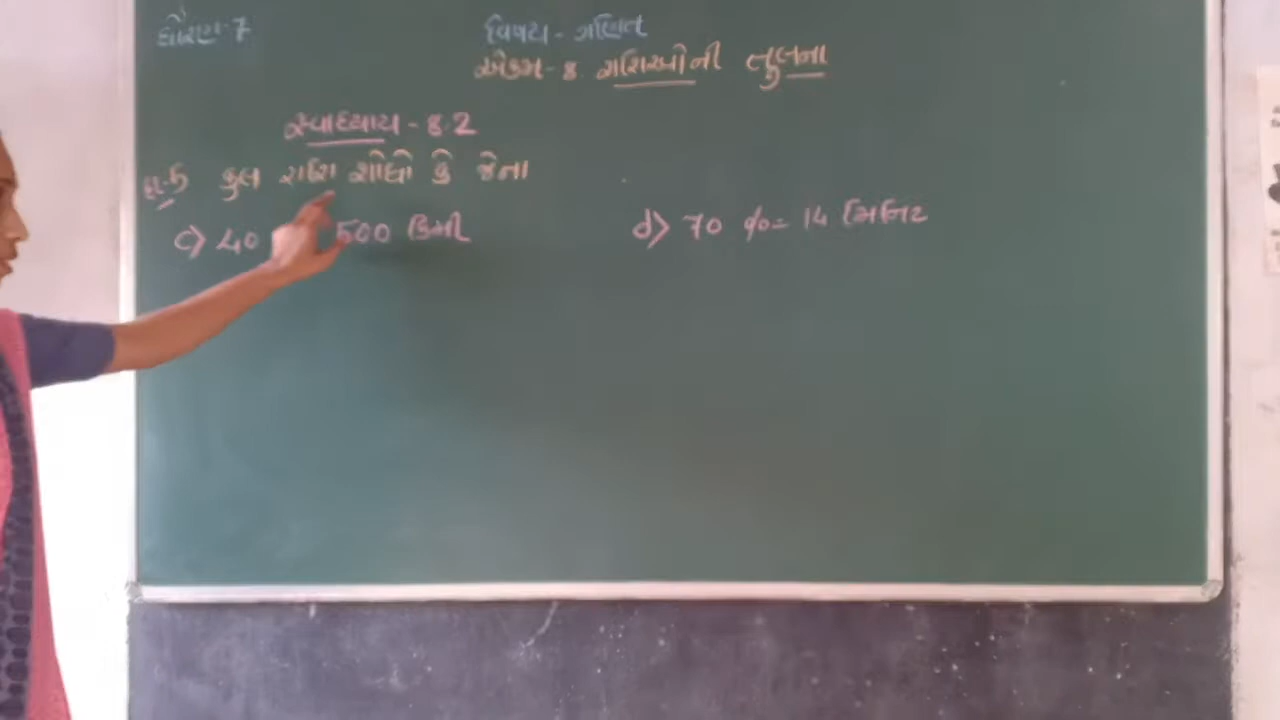 ધોરણ-7
વિષય - ગણિત
એકમ - 8 રાશિઓની તુલના
સ્વાધ્યાય - 8.2
પ્ર-5 કુલ રાશિ શોધો કે જેના
c) 40 500 કિમી
d) 70 %= 14 મિનિટ